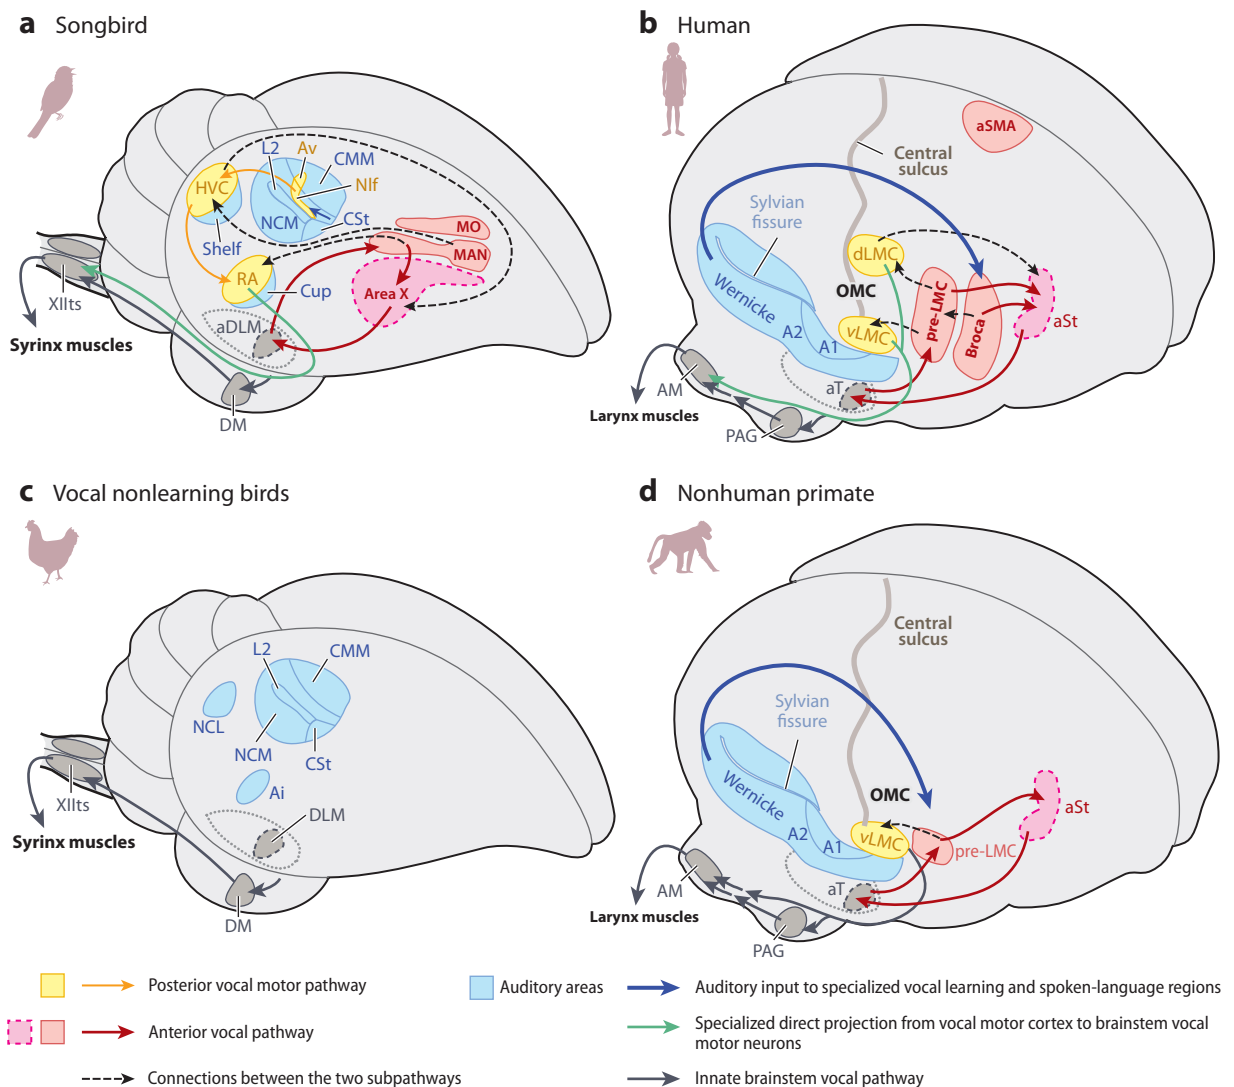 a Songbird
L2
Av
CMM
HVC
Nlf
NCM
CSt
Shelf
MO
MAN
RA
Cup
Area X
aDLM
XIIts
Syrinx muscles
DM
b Human
aSMA
Central
sulcus
Sylvian
fissure
dLMC
OMC
Wernicke
A2
A1
vLMC
pre-LMC
Broca
aSt
aT
AM
Larynx muscles
PAG
c Vocal nonlearning birds
L2
CMM
NCL
NCM
CSt
Ai
DLM
XIIts
Syrinx muscles
DM
d Nonhuman primate
Central
sulcus
Sylvian
fissure
OMC
Wernicke
A2
A1
vLMC
pre-LMC
aSt
aT
AM
Larynx muscles
PAG
Posterior vocal motor pathway
Auditory areas
Auditory input to specialized vocal learning and spoken-language regions
Anterior vocal pathway
Specialized direct projection from vocal motor cortex to brainstem vocal
motor neurons
Connections between the two subpathways
Innate brainstem vocal pathway